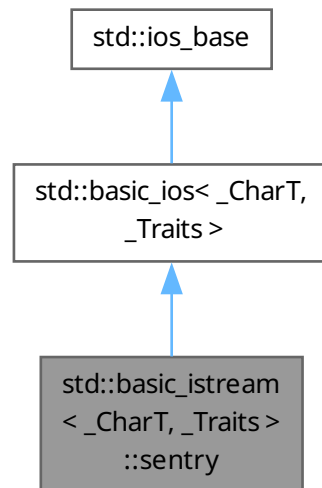 std::ios_base
std::basic_ios< _CharT,
_Traits >
std::basic_istream
< _CharT, _Traits >
::sentry